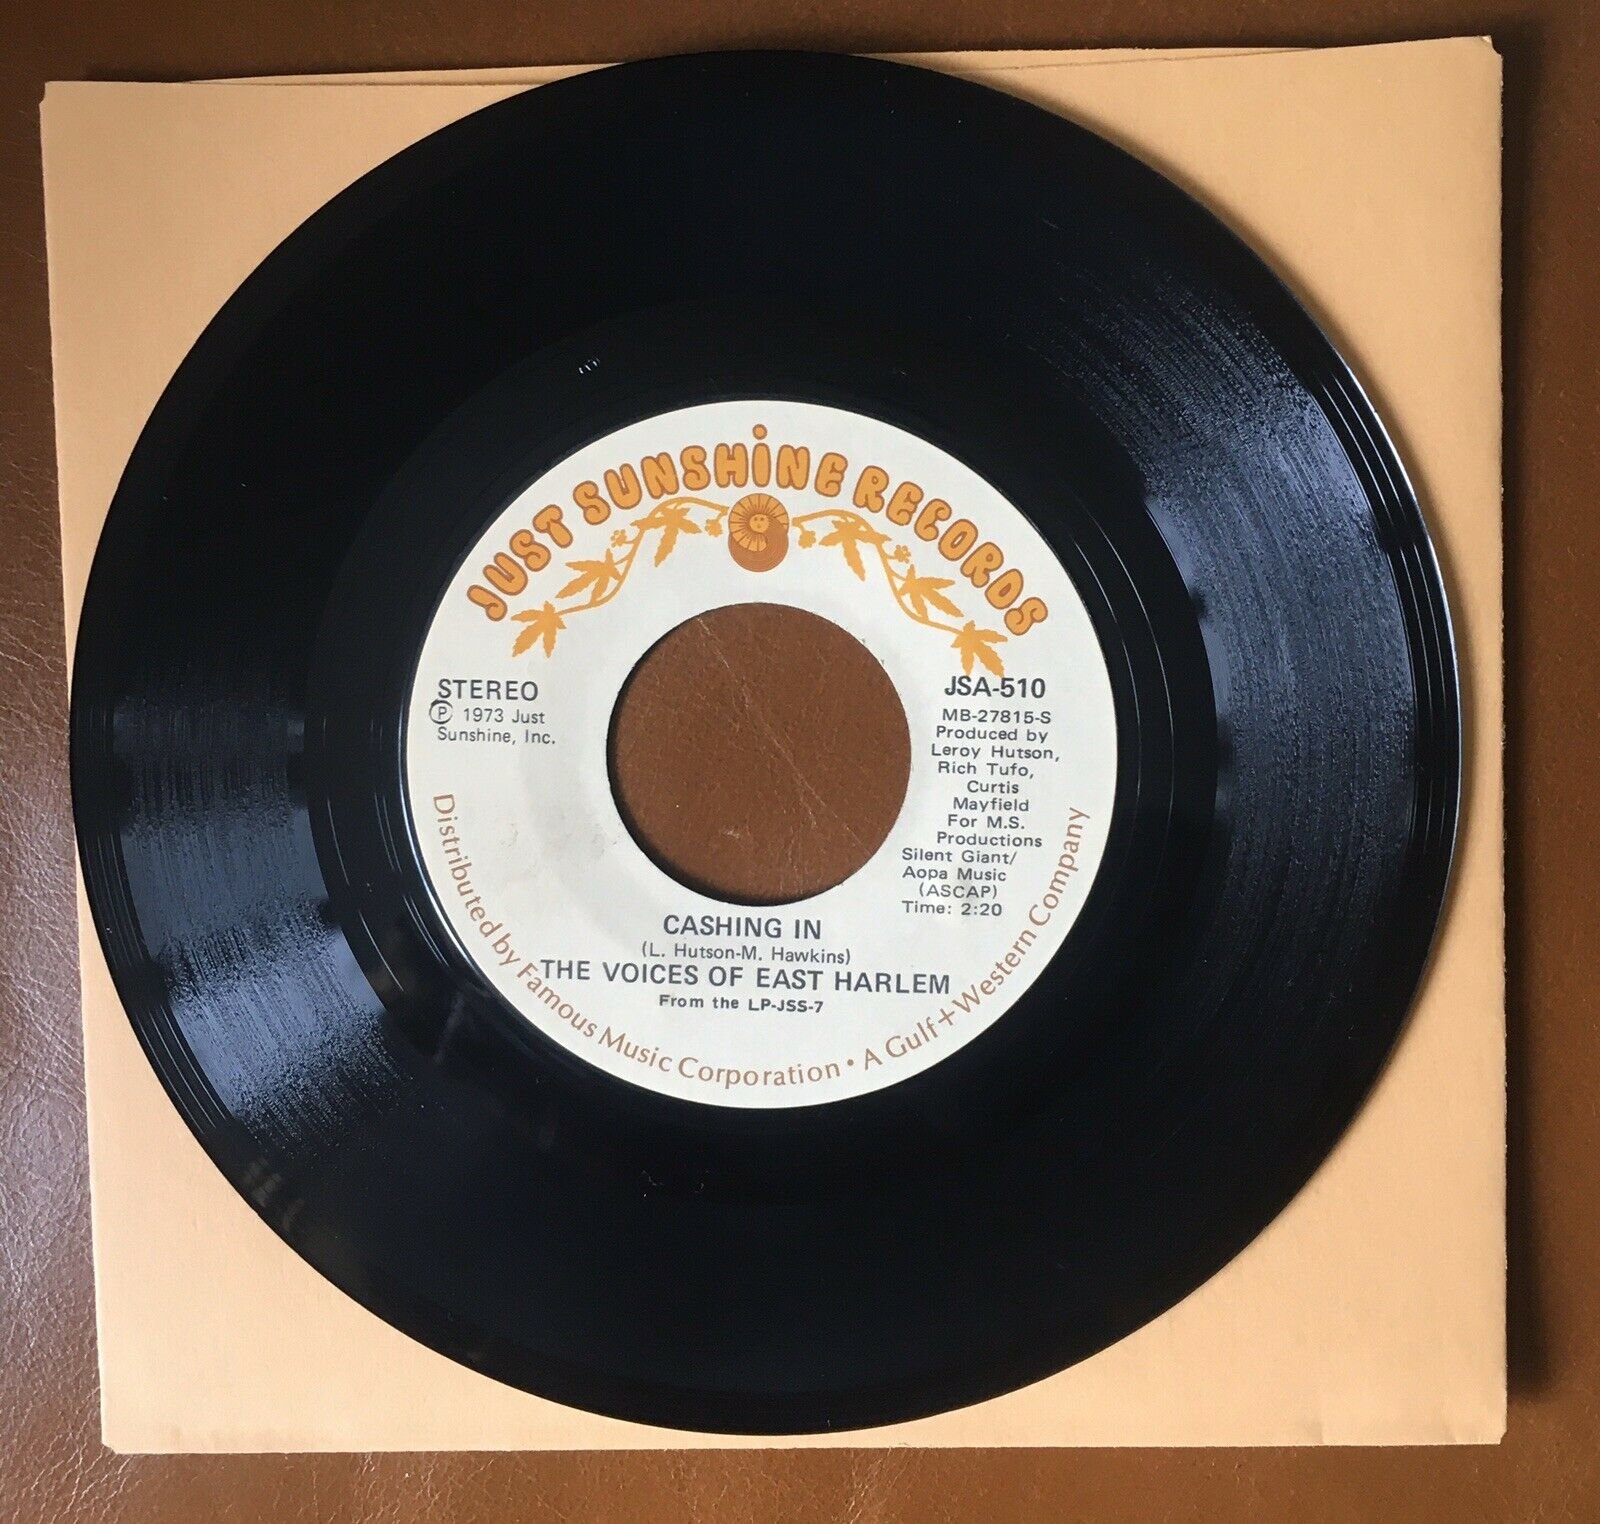 JUST SUNSHINE RECORDS
STEREO
Ⓟ 1973 Just
Sunshine, Inc.
JSA-510
MB-27815-S
Produced by
Leroy Hutson,
Rich Tufo,
Curtis
Mayfield
For M.S.
Productions
Silent Giant/
Aopa Music
(ASCAP)
Time: 2:20
CASHING IN
(L. Hutson-M. Hawkins)
THE VOICES OF EAST HARLEM
From the LP-JSS-7
Distributed by Famous Music Corporation • A Gulf+Western Company